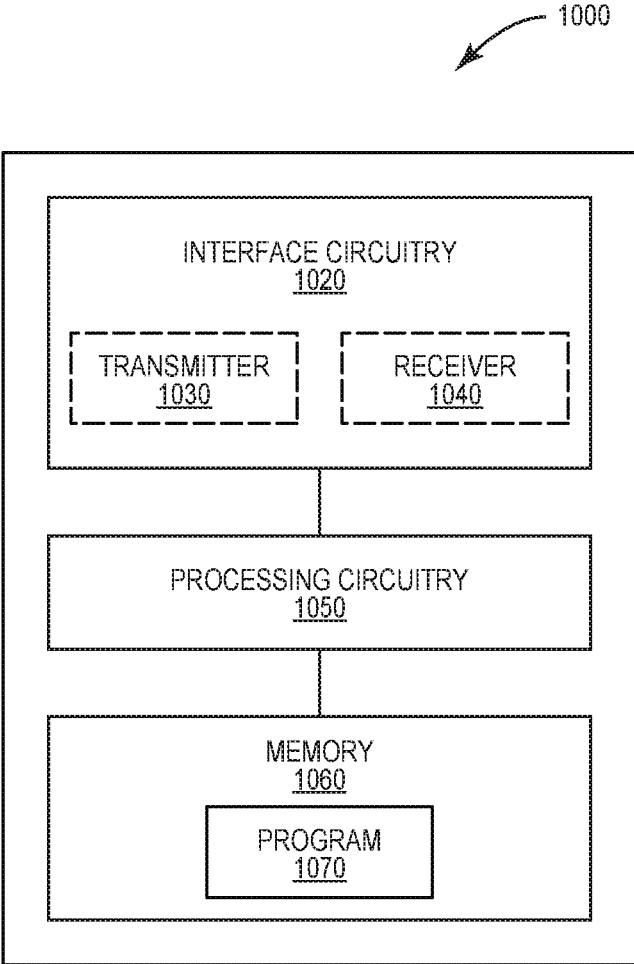 1000
INTERFACE CIRCUITRY
1020
TRANSMITTER
1030
RECEIVER
1040
PROCESSING CIRCUITRY
1050
MEMORY
1060
PROGRAM
1070